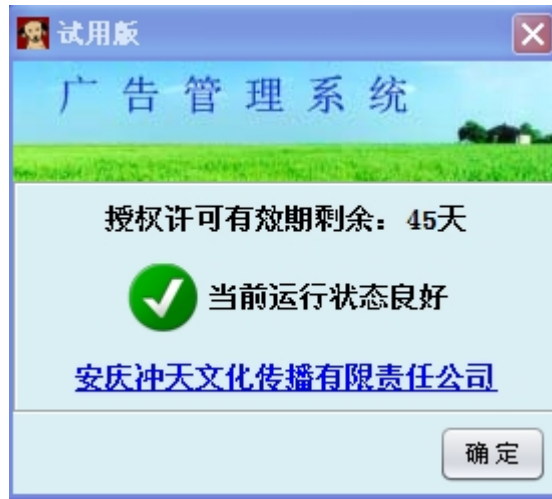 试用版
广告管理系统
授权许可有效期剩余：45天
当前运行状态良好
安庆冲天文化传播有限责任公司
确定